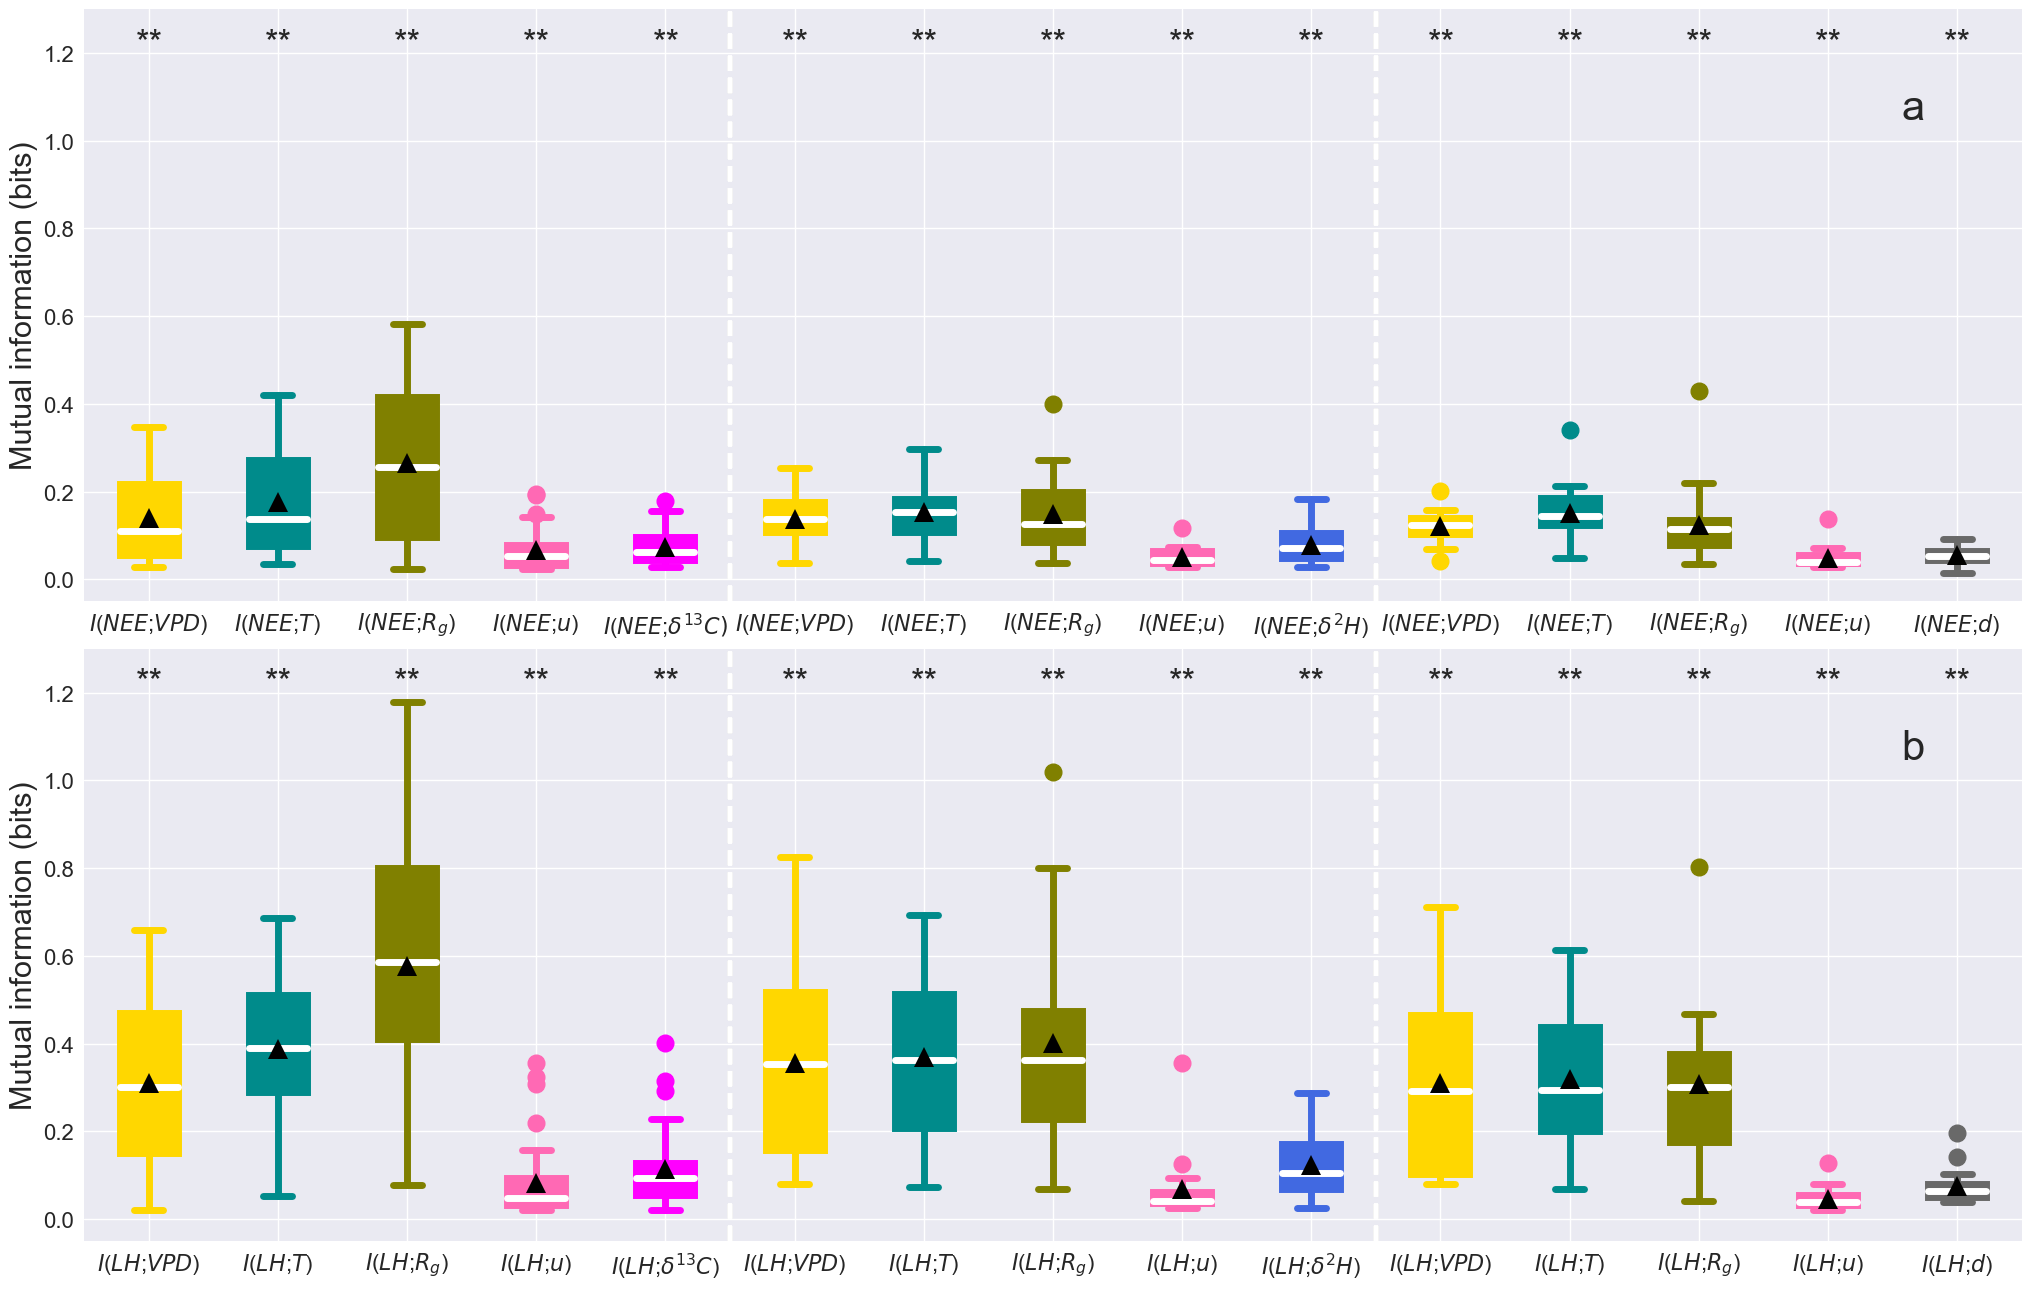 ** ** ** ** ** ** ** ** ** ** ** ** ** ** **
a
Mutual information (bits)
1.2
1.0
0.8
0.6
0.4
0.2
0.0
I(NEE;VPD) I(NEE;T) I(NEE;R_g) I(NEE;u) I(NEE;δ¹³C) I(NEE;VPD) I(NEE;T) I(NEE;R_g) I(NEE;u) I(NEE;δ²H) I(NEE;VPD) I(NEE;T) I(NEE;R_g) I(NEE;u) I(NEE;d)
** ** ** ** ** ** ** ** ** ** ** ** ** ** **
b
Mutual information (bits)
1.2
1.0
0.8
0.6
0.4
0.2
0.0
I(LH;VPD) I(LH;T) I(LH;R_g) I(LH;u) I(LH;δ¹³C) I(LH;VPD) I(LH;T) I(LH;R_g) I(LH;u) I(LH;δ²H) I(LH;VPD) I(LH;T) I(LH;R_g) I(LH;u) I(LH;d)